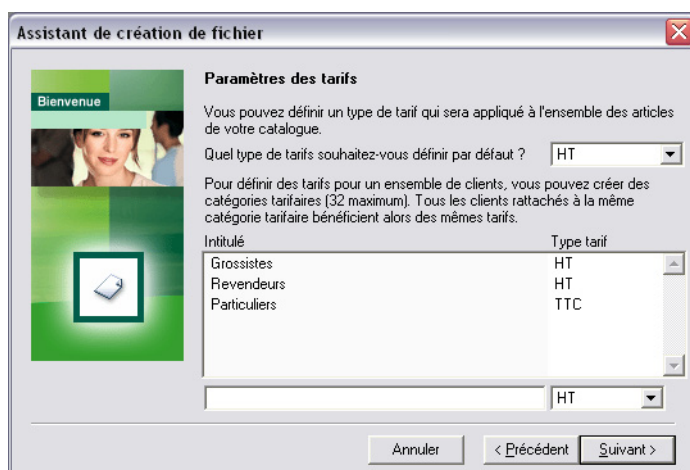 Assistant de création de fichier
Bienvenue
Paramètres des tarifs
Vous pouvez définir un type de tarif qui sera appliqué à l'ensemble des articles
de votre catalogue.
Quel type de tarifs souhaitez-vous définir par défaut ? HT
Pour définir des tarifs pour un ensemble de clients, vous pouvez créer des
catégories tarifaires (32 maximum). Tous les clients rattachés à la même
catégorie tarifaire bénéficient alors des mêmes tarifs.
Intitulé Type tarif
Grossistes HT
Revendeurs HT
Particuliers TTC
HT
Annuler < Précédent Suivant >